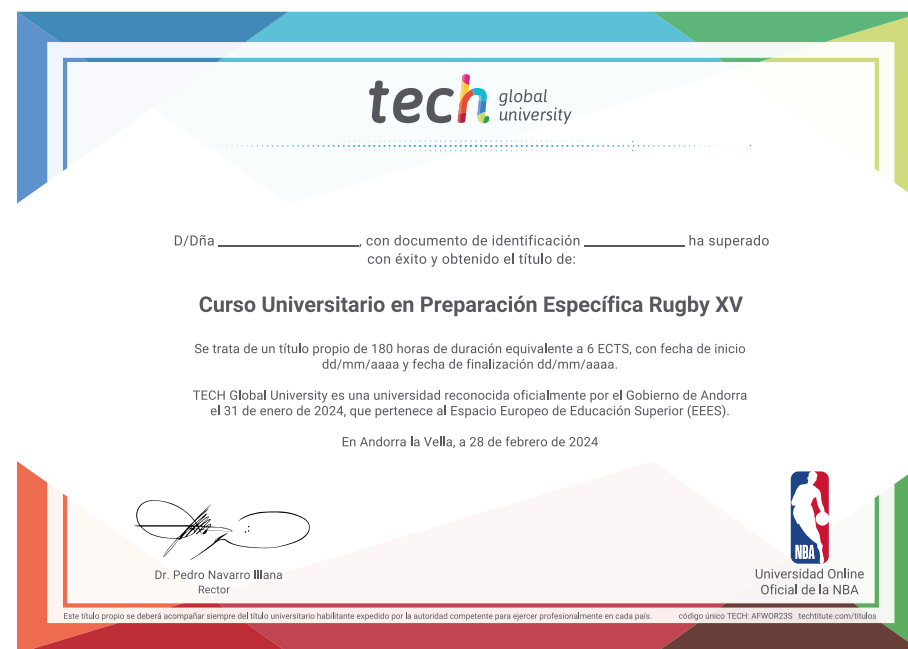 tech global university
D/Dña ____________________, con documento de identificación ______________ ha superado
con éxito y obtenido el título de:
Curso Universitario en Preparación Específica Rugby XV
Se trata de un título propio de 180 horas de duración equivalente a 6 ECTS, con fecha de inicio
dd/mm/aaaa y fecha de finalización dd/mm/aaaa.
TECH Global University es una universidad reconocida oficialmente por el Gobierno de Andorra
el 31 de enero de 2024, que pertenece al Espacio Europeo de Educación Superior (EEES).
En Andorra la Vella, a 28 de febrero de 2024
Dr. Pedro Navarro Illana
Rector
NBA
Universidad Online
Oficial de la NBA
Este título propio se deberá acompañar siempre del título universitario habilitante expedido por la autoridad competente para ejercer profesionalmente en cada país. código único TECH: AFWOR23S techtitute.com/titulos